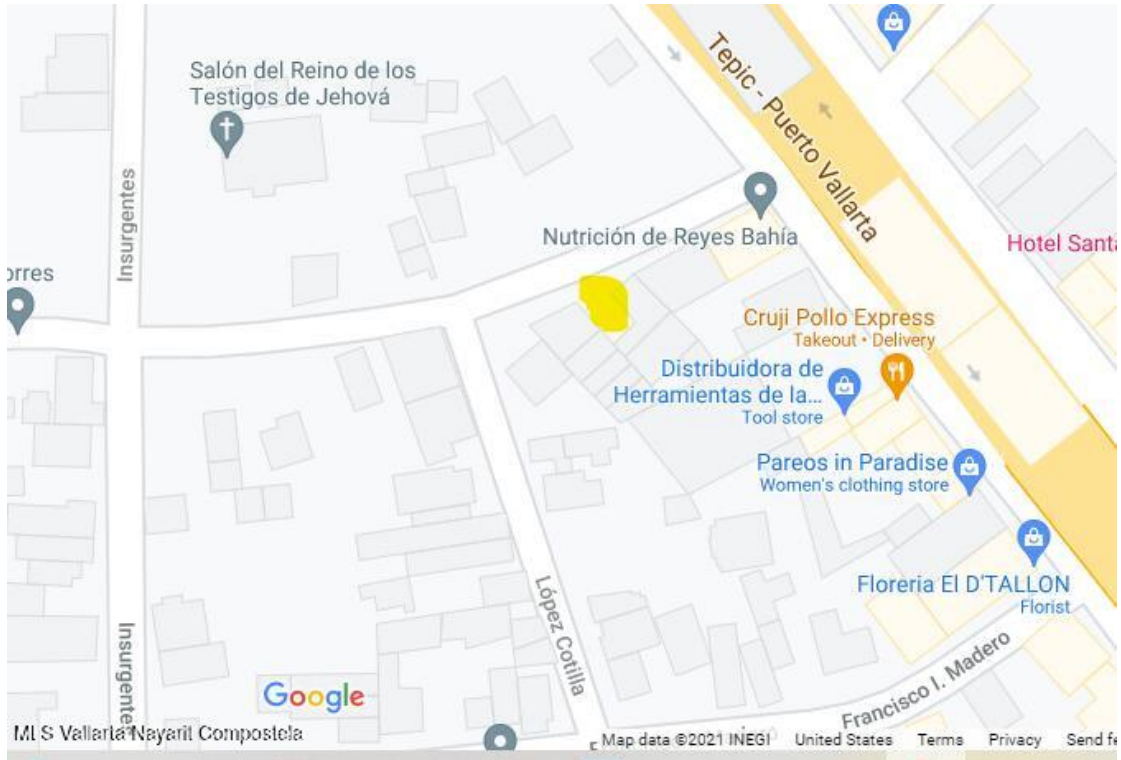 Salón del Reino de los
Testigos de Jehová
Tepic - Puerto Vallarta
Insurgentes
Nutrición de Reyes Bahía
Hotel Sant
orres
Cruji Pollo Express
Takeout • Delivery
Distribuidora de
Herramientas de la...
Tool store
Pareos in Paradise
Women's clothing store
López Cotilla
Floreria El D'TALLON
Florist
Insurgentes
Francisco I. Madero
Google
MLS Vallarta Nayarit Compostela
Map data ©2021 INEGI United States Terms Privacy Send fe